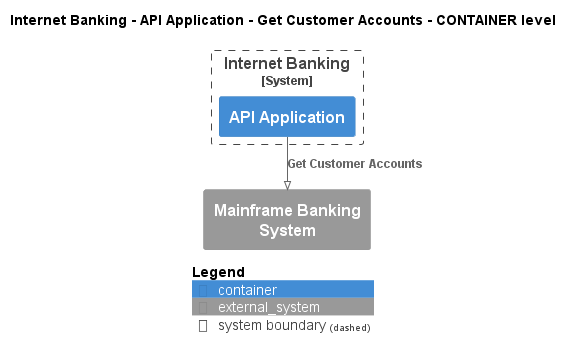 Internet Banking - API Application - Get Customer Accounts - CONTAINER level
Internet Banking
[System]
API Application
Get Customer Accounts
Mainframe Banking
System
Legend
container
external_system
system boundary (dashed)